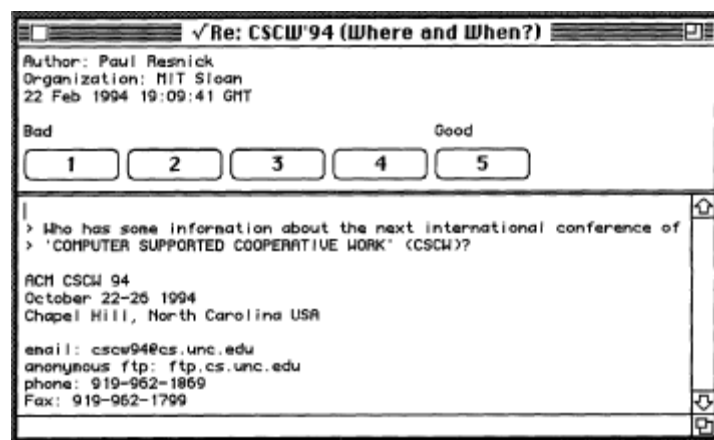 √Re: CSCW'94 (Where and When?)
Author: Paul Resnick
Organization: MIT Sloan
22 Feb 1994 19:09:41 GMT
Bad Good
1 2 3 4 5
> Who has some information about the next international conference of
> 'COMPUTER SUPPORTED COOPERATIVE WORK' (CSCW)?
ACM CSCW 94
October 22-26 1994
Chapel Hill, North Carolina USA
email: cscw94@cs.unc.edu
anonymous ftp: ftp.cs.unc.edu
phone: 919-962-1869
Fax: 919-962-1799